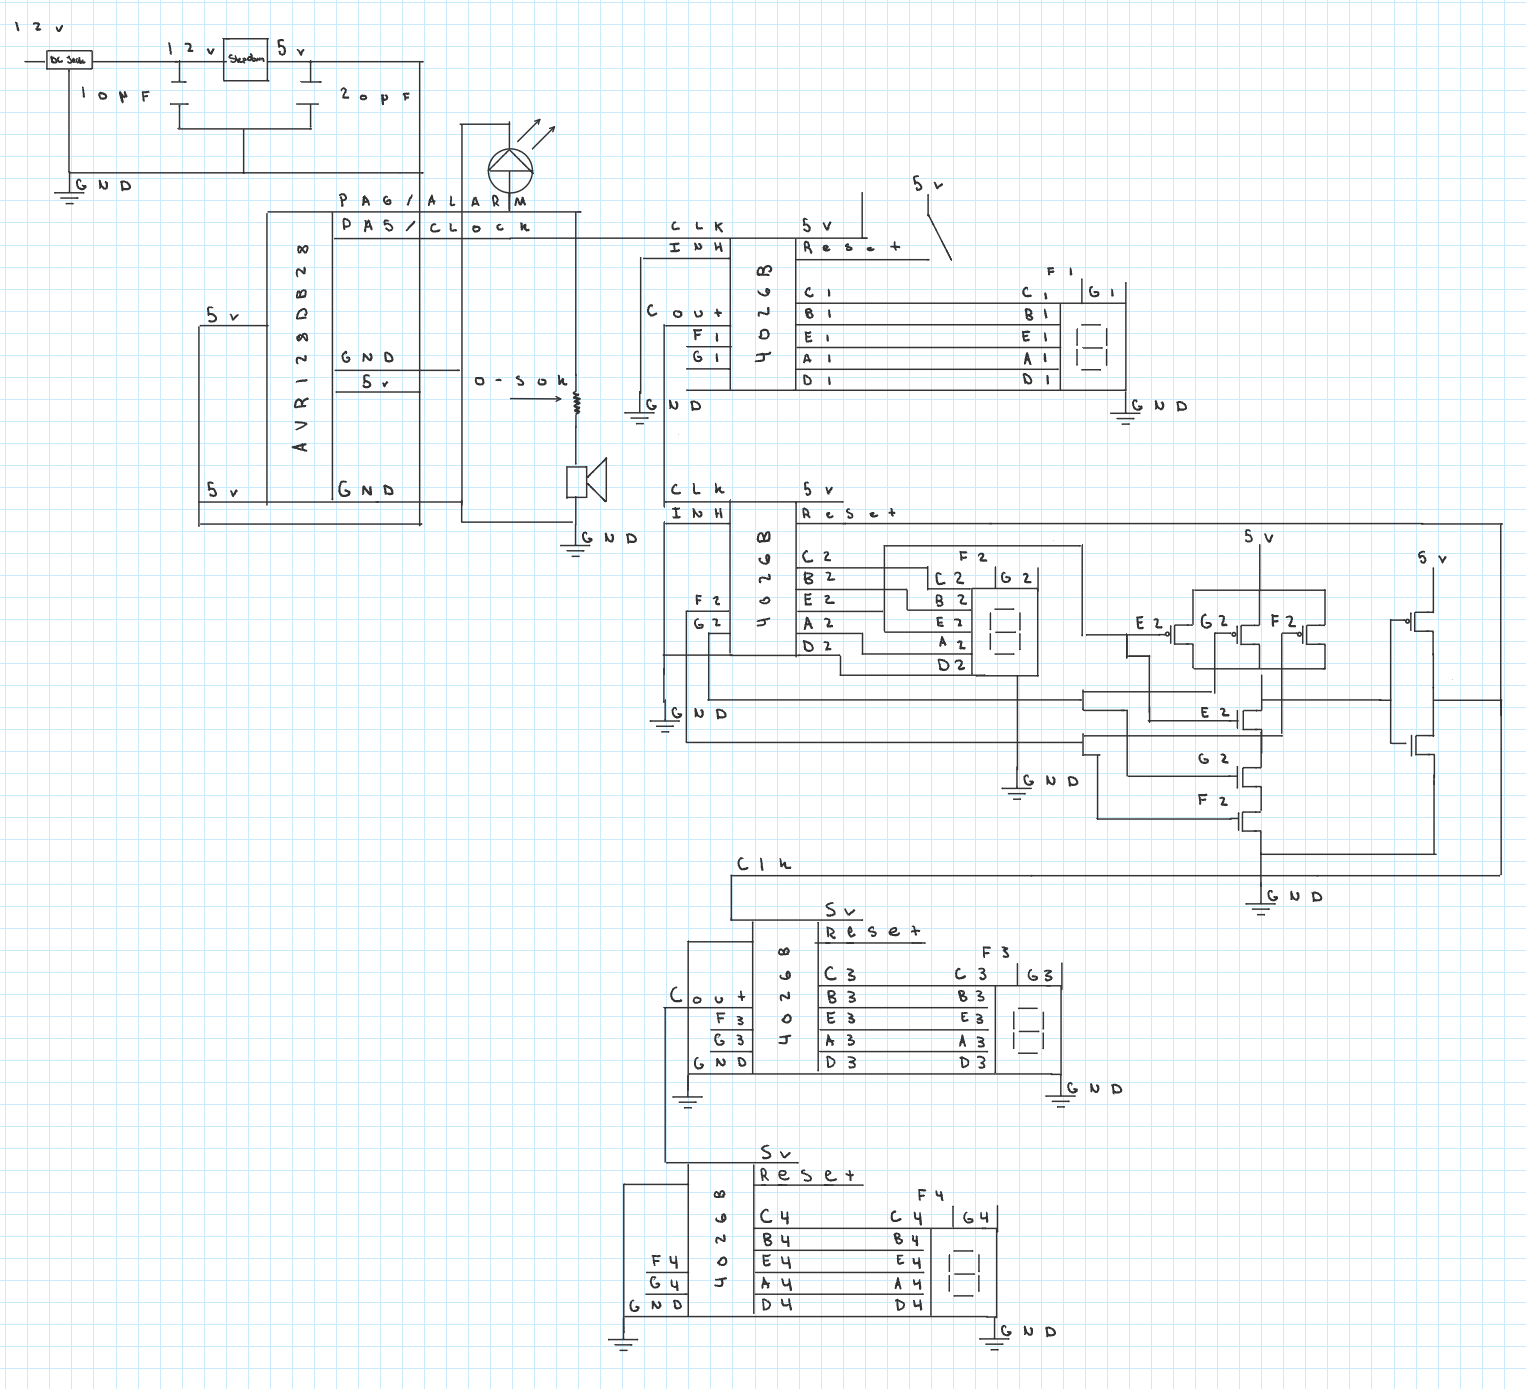 12v
12v
5v
DC Jack
Stepdown
10μF
20μF
GND
PA6/ALARM
PA5/CLOCK
AVR128DB28
5v
GND
5v
5v
GND
0-50k
GND
5v
CLK
5v
INH
Reset
4026B
F1
G1
C1
C1
Cout
B1
B1
F1
E1
E1
G1
A1
A1
D1
D1
GND
GND
CLK
5v
INH
Reset
4026B
5v
5v
C2
F2
B2
C2
G2
F2
E2
B2
G2
A2
E2
E2
G2
F2
D2
A2
D2
GND
E2
G2
GND
F2
Clk
GND
5v
Reset
4026B
F3
C3
C3
G3
Cout
B3
B3
F3
E3
E3
G3
A3
A3
GND
D3
D3
GND
5v
Reset
4026B
F4
C4
C4
G4
B4
B4
F4
E4
E4
G4
A4
A4
GND
D4
D4
GND